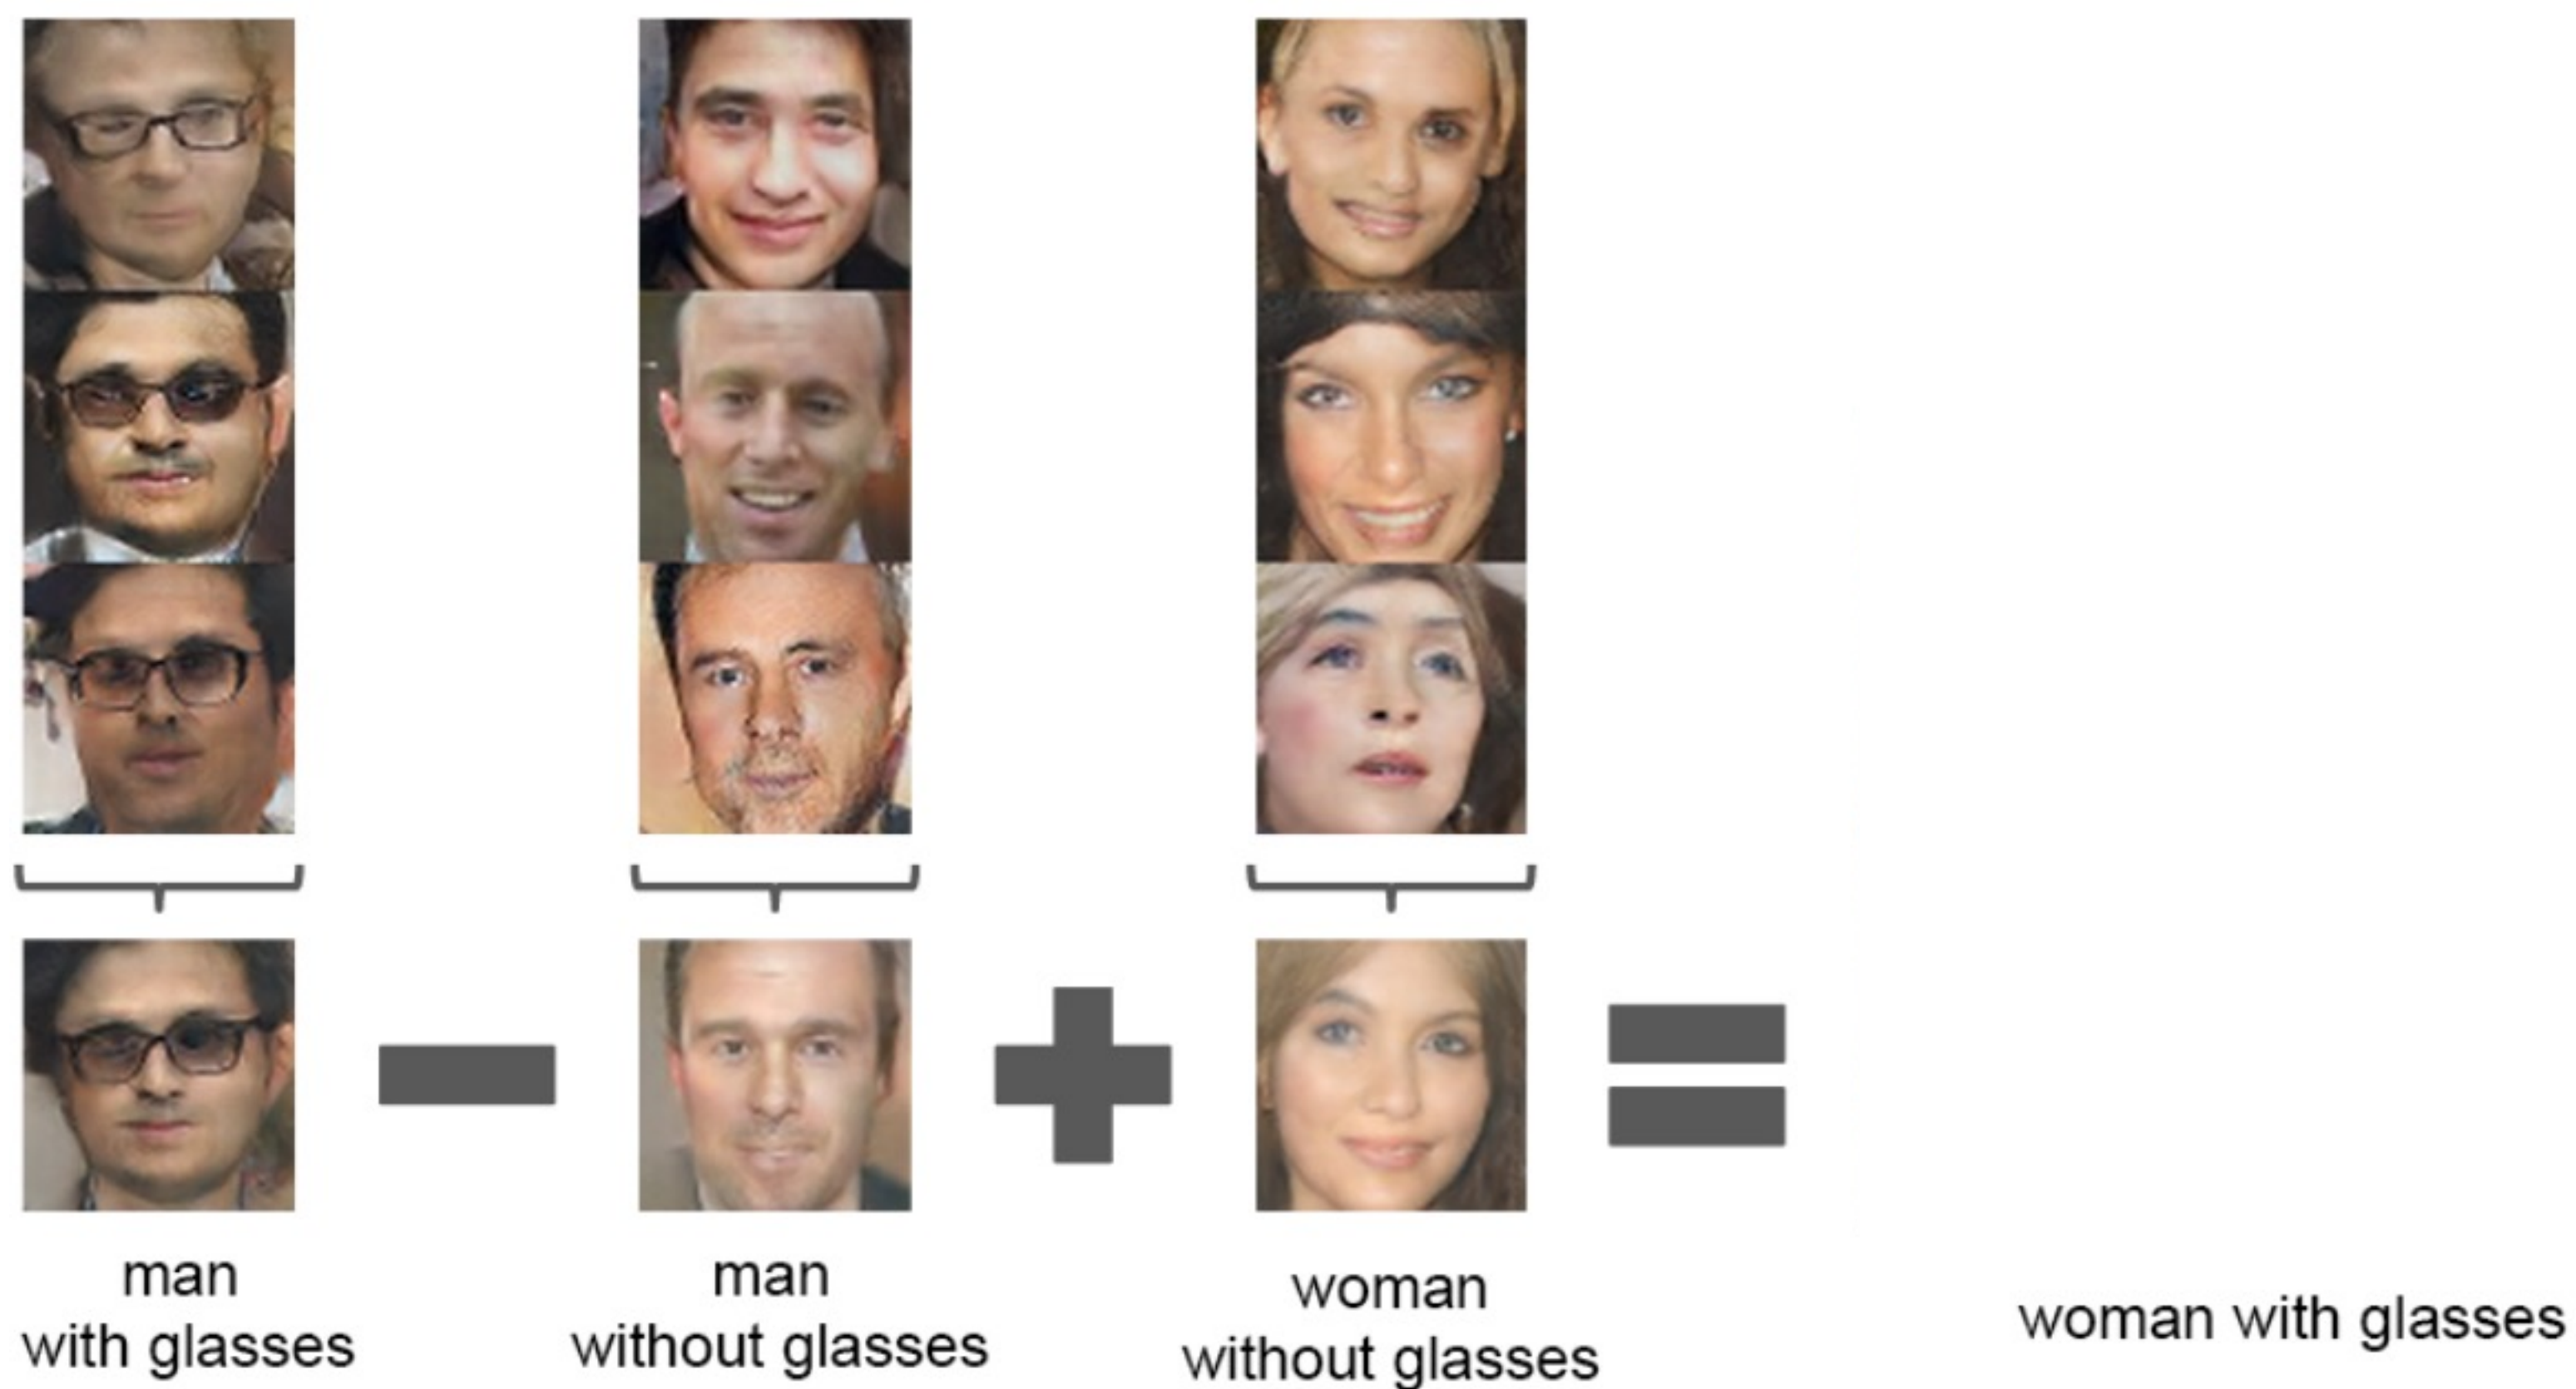 man
with glasses
man
without glasses
woman
without glasses
woman with glasses